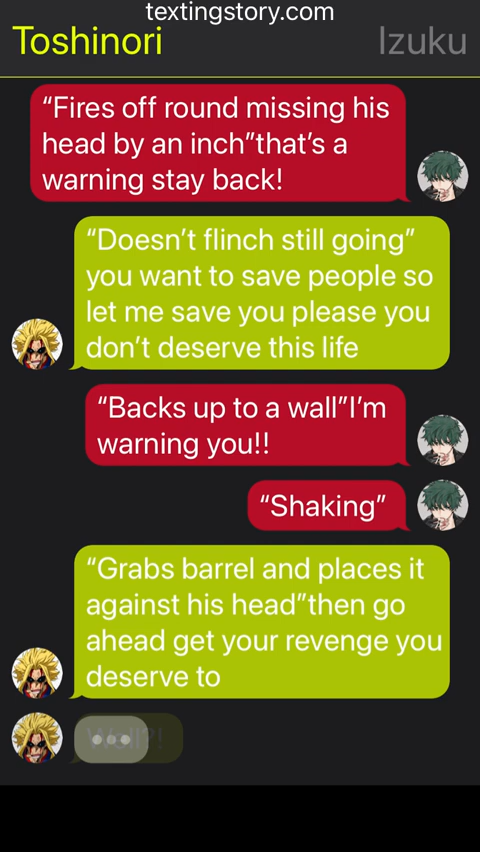 textingstory.com
Toshinori
Izuku
“Fires off round missing his
head by an inch”that’s a
warning stay back!
“Doesn’t flinch still going”
you want to save people so
let me save you please you
don’t deserve this life
“Backs up to a wall”I’m
warning you!!
“Shaking”
“Grabs barrel and places it
against his head”then go
ahead get your revenge you
deserve to